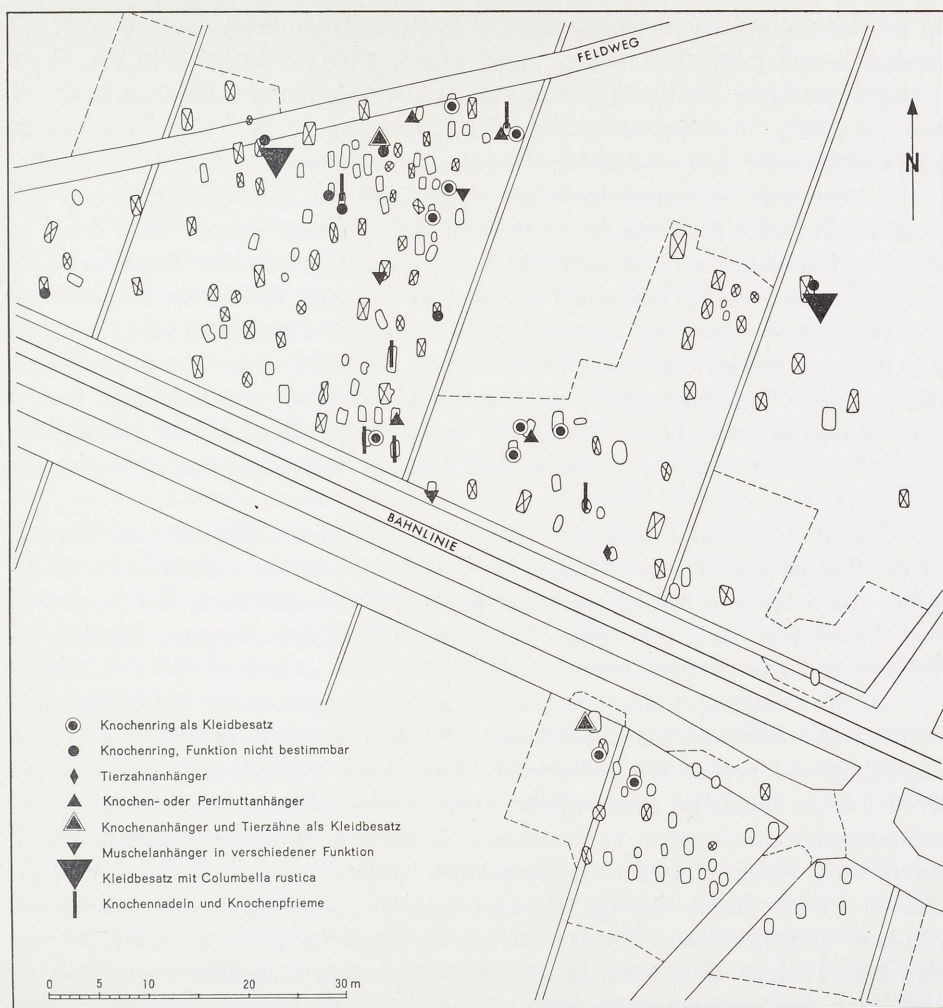 FELDWEG
N
BAHNLINIE
Knochenring als Kleidbesatz
Knochenring, Funktion nicht bestimmbar
Tierzahnanhänger
Knochen- oder Perlmuttanhänger
Knochenanhänger und Tierzähne als Kleidbesatz
Muschelanhänger in verschiedener Funktion
Kleidbesatz mit Columbella rustica
Knochennadeln und Knochenpfrieme
0 5 10 20 30 m